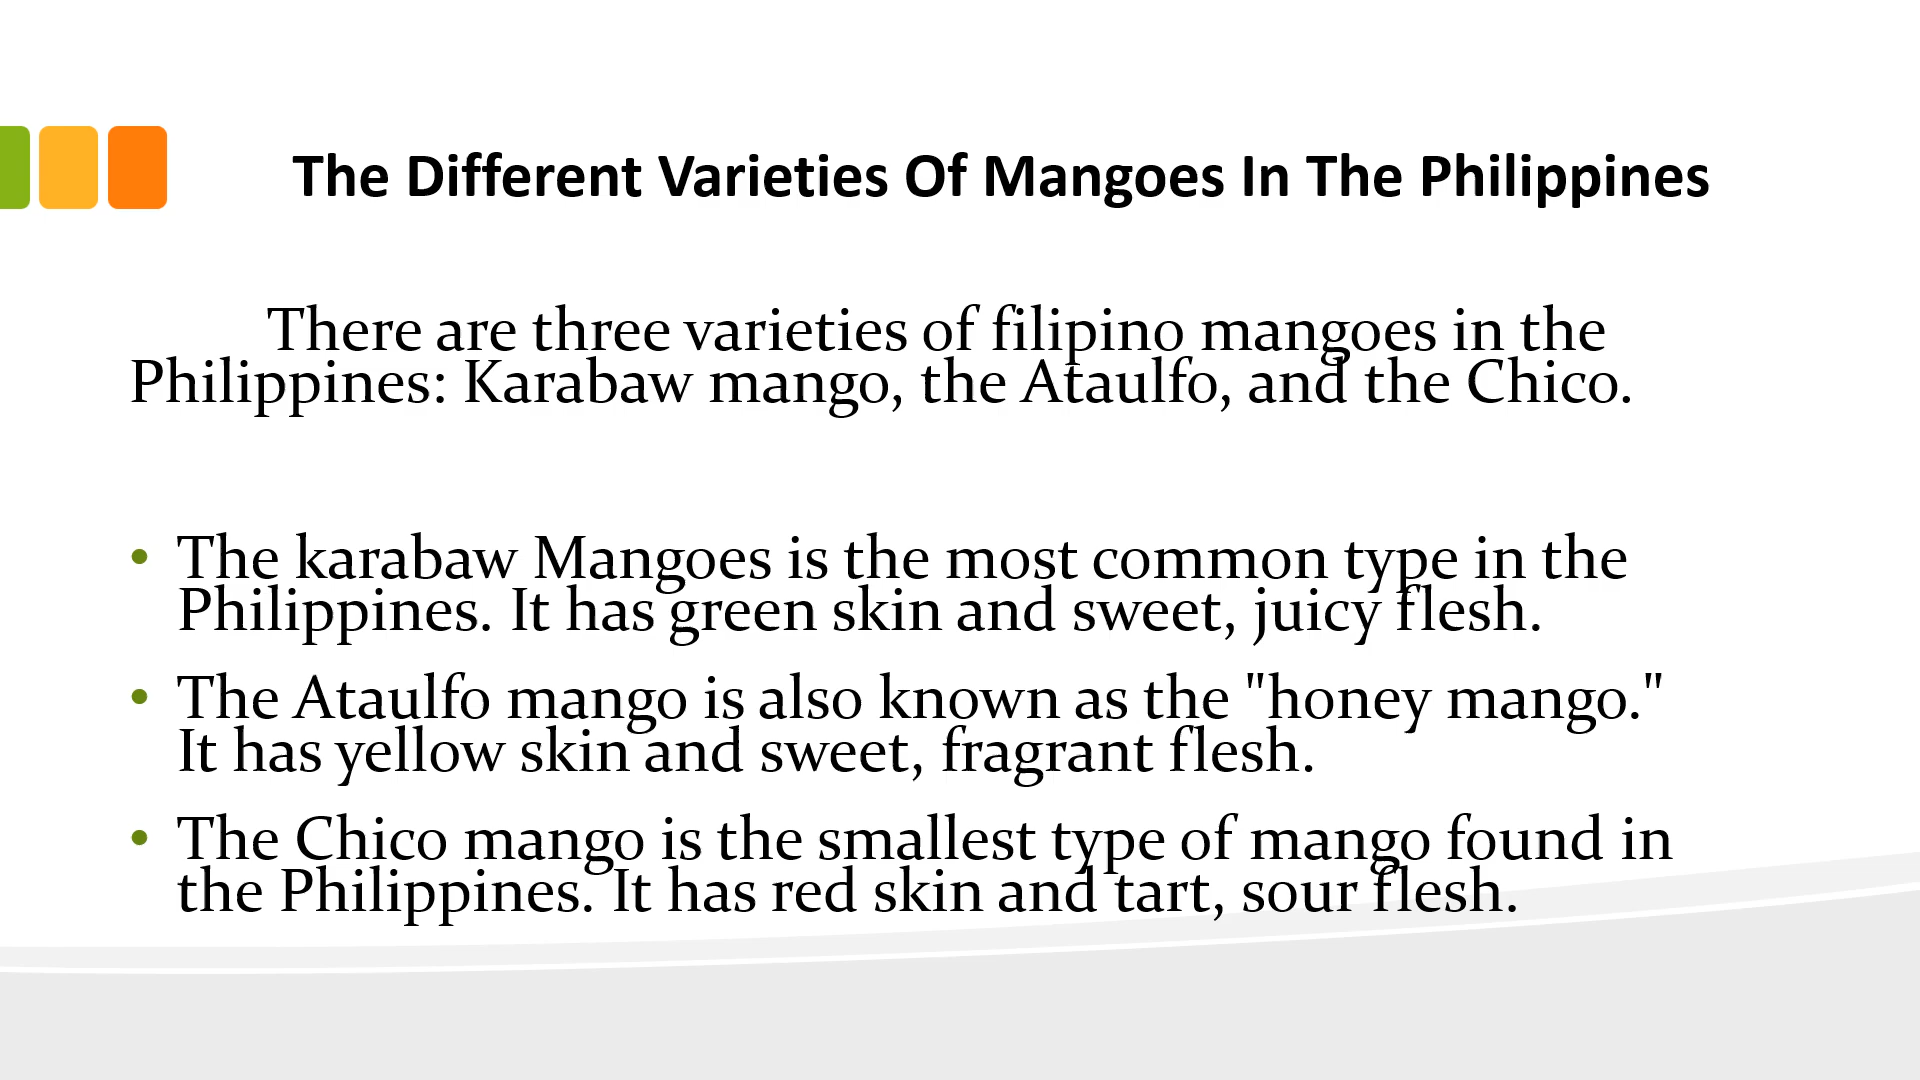 The Different Varieties Of Mangoes In The Philippines
There are three varieties of filipino mangoes in the
Philippines: Karabaw mango, the Ataulfo, and the Chico.
• The karabaw Mangoes is the most common type in the
Philippines. It has green skin and sweet, juicy flesh.
• The Ataulfo mango is also known as the "honey mango."
It has yellow skin and sweet, fragrant flesh.
• The Chico mango is the smallest type of mango found in
the Philippines. It has red skin and tart, sour flesh.